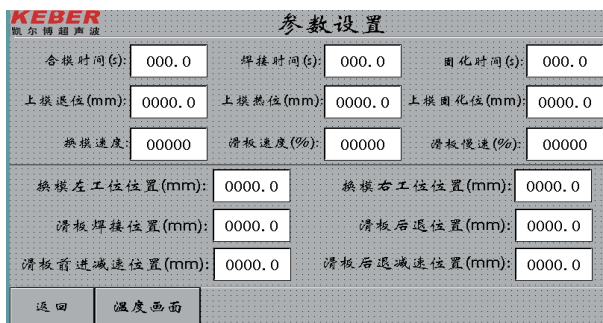 KEBER
凯尔博超声波
参数设置
合模时间(s): 000.0 焊接时间(s): 000.0 固化时间(s): 000.0
上模退位(mm): 0000.0 上模热位(mm): 0000.0 上模固化位(mm): 0000.0
换模速度: 00000 滑板速度(%): 00000 滑板慢速(%): 00000
换模左工位位置(mm): 0000.0 换模右工位位置(mm): 0000.0
滑板焊接位置(mm): 0000.0 滑板后退位置(mm): 0000.0
滑板前进减速位置(mm): 0000.0 滑板后退减速位置(mm): 0000.0
返回 温度画面